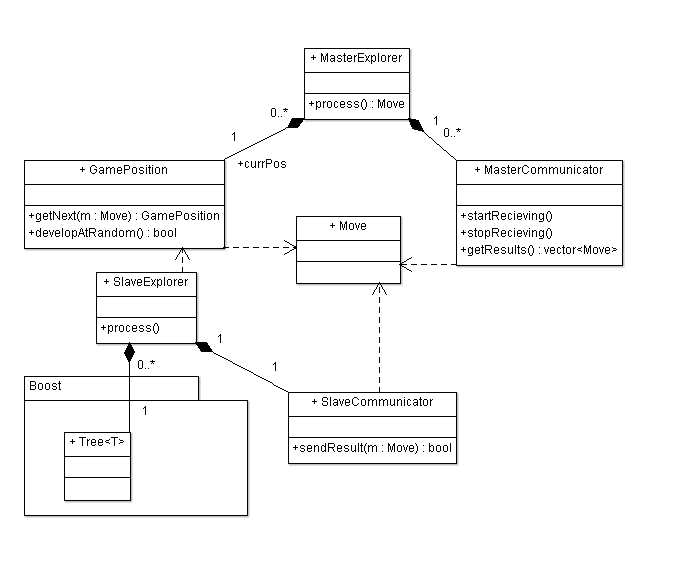 + MasterExplorer
+process() : Move
0..*
1
1
0..*
+currPos
+ GamePosition
+getNext(m : Move) : GamePosition
+developAtRandom() : bool
+ MasterCommunicator
+startRecieving()
+stopRecieving()
+getResults() : vector<Move>
+ Move
+ SlaveExplorer
+process()
1
0..*
1
Boost
1
+ Tree<T>
+ SlaveCommunicator
+sendResult(m : Move) : bool